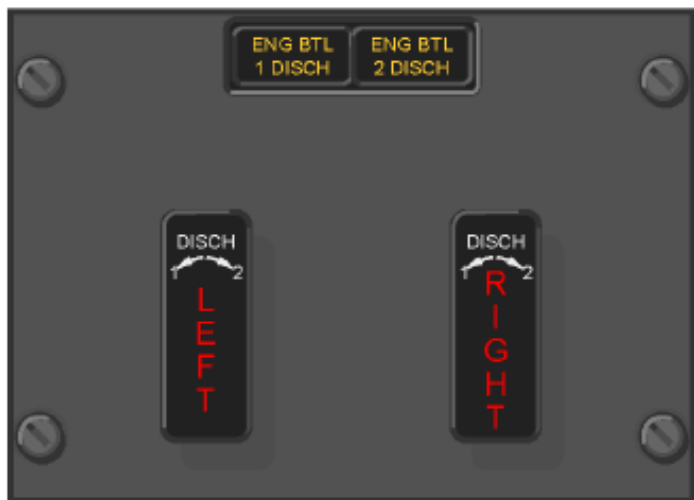 ENG BTL
1 DISCH
ENG BTL
2 DISCH
DISCH
1 2
LEFT
DISCH
1 2
RIGHT